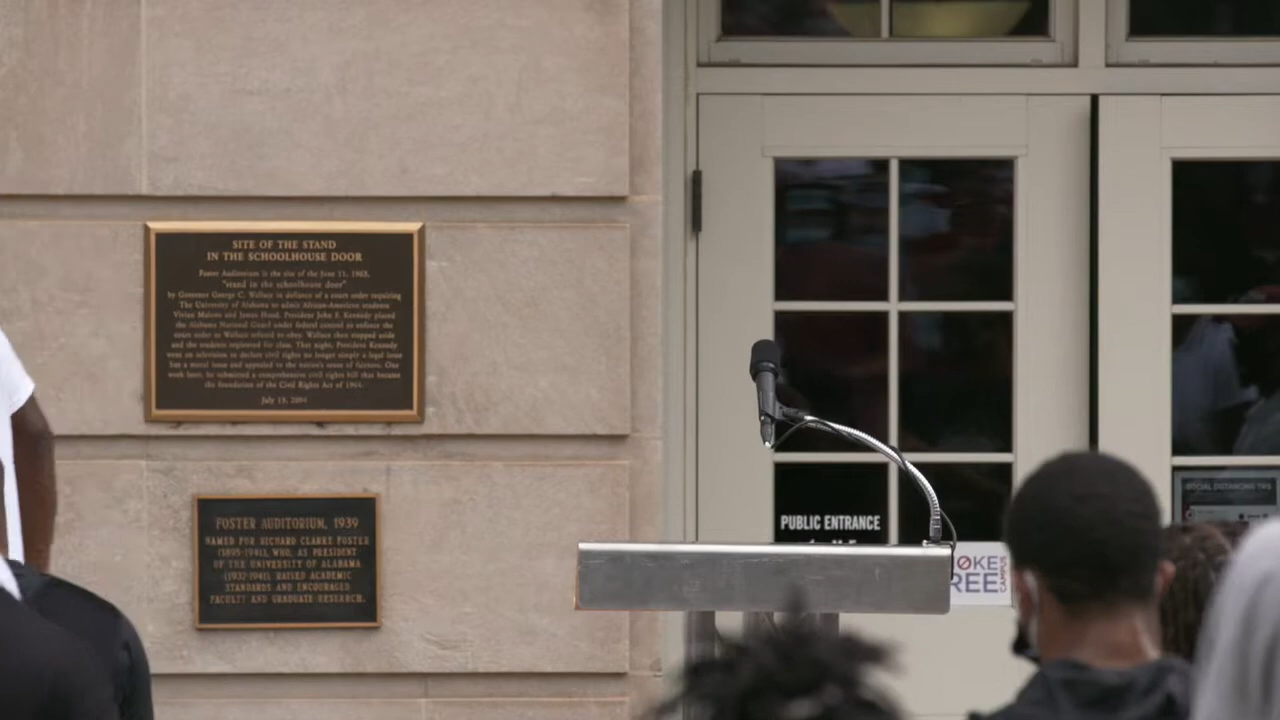 SITE OF THE STAND
IN THE SCHOOLHOUSE DOOR
Foster Auditorium is the site of the June 11, 1963,
"stand in the schoolhouse door"
by Governor George C. Wallace in defiance of a court order requiring
The University of Alabama to admit African-American students
Vivian Malone and James Hood. President John F. Kennedy placed
the Alabama National Guard under federal control to enforce the
court order as Wallace refused to obey. Wallace then stepped aside
and the students registered for class. That night, President Kennedy
went on television to declare civil rights no longer simply a legal issue
but a moral issue and appealed to the nation's sense of fairness. One
week later, he submitted a comprehensive civil rights bill that became
the foundation of the Civil Rights Act of 1964.
July 13, 2004
FOSTER AUDITORIUM, 1939
NAMED FOR RICHARD CLARKE FOSTER
(1895-1941), WHO, AS PRESIDENT
OF THE UNIVERSITY OF ALABAMA
(1937-1941), RAISED ACADEMIC
STANDARDS AND ENCOURAGED
FACULTY AND GRADUATE RESEARCH.
PUBLIC ENTRANCE
OKE
REE
CAMPUS
SOCIAL DISTANCING TIPS